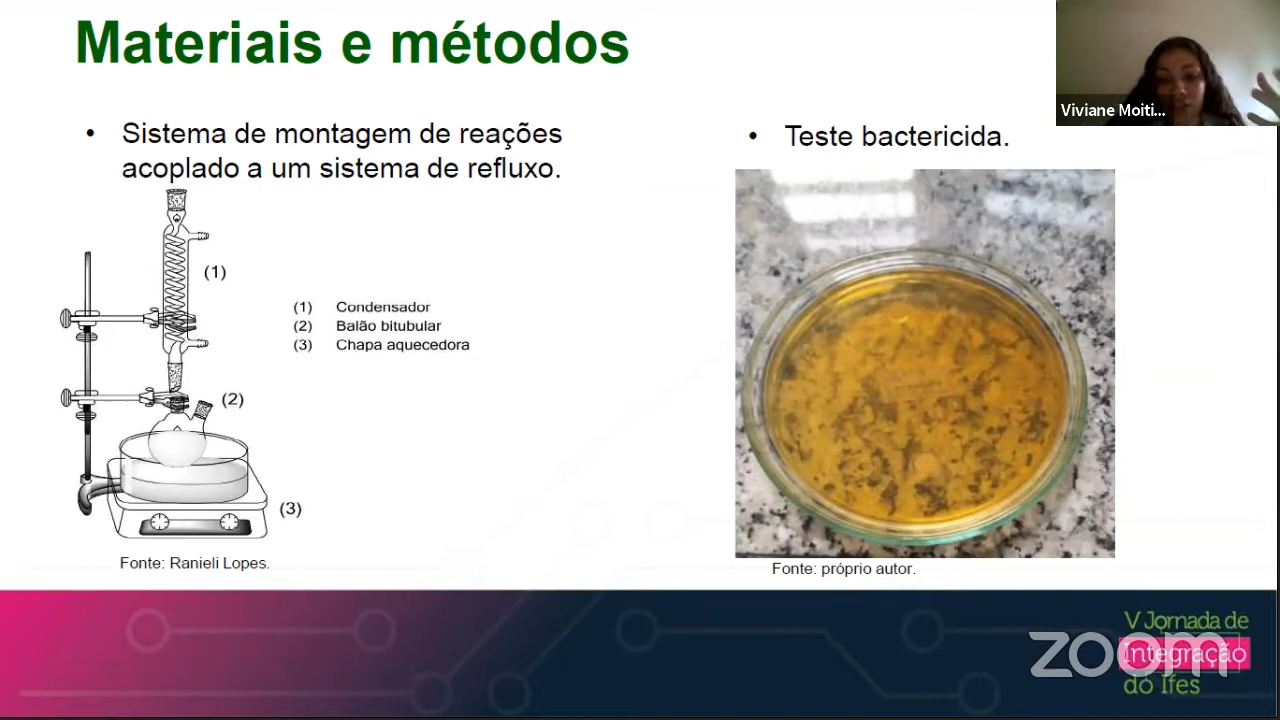 Materiais e métodos
Viviane Moiti...
• Sistema de montagem de reações
acoplado a um sistema de refluxo.
(1)
(1) Condensador
(2) Balão bitubular
(3) Chapa aquecedora
(2)
(3)
Fonte: Ranieli Lopes.
• Teste bactericida.
Fonte: próprio autor.
V Jornada de
Integração
do Ifes
zoom